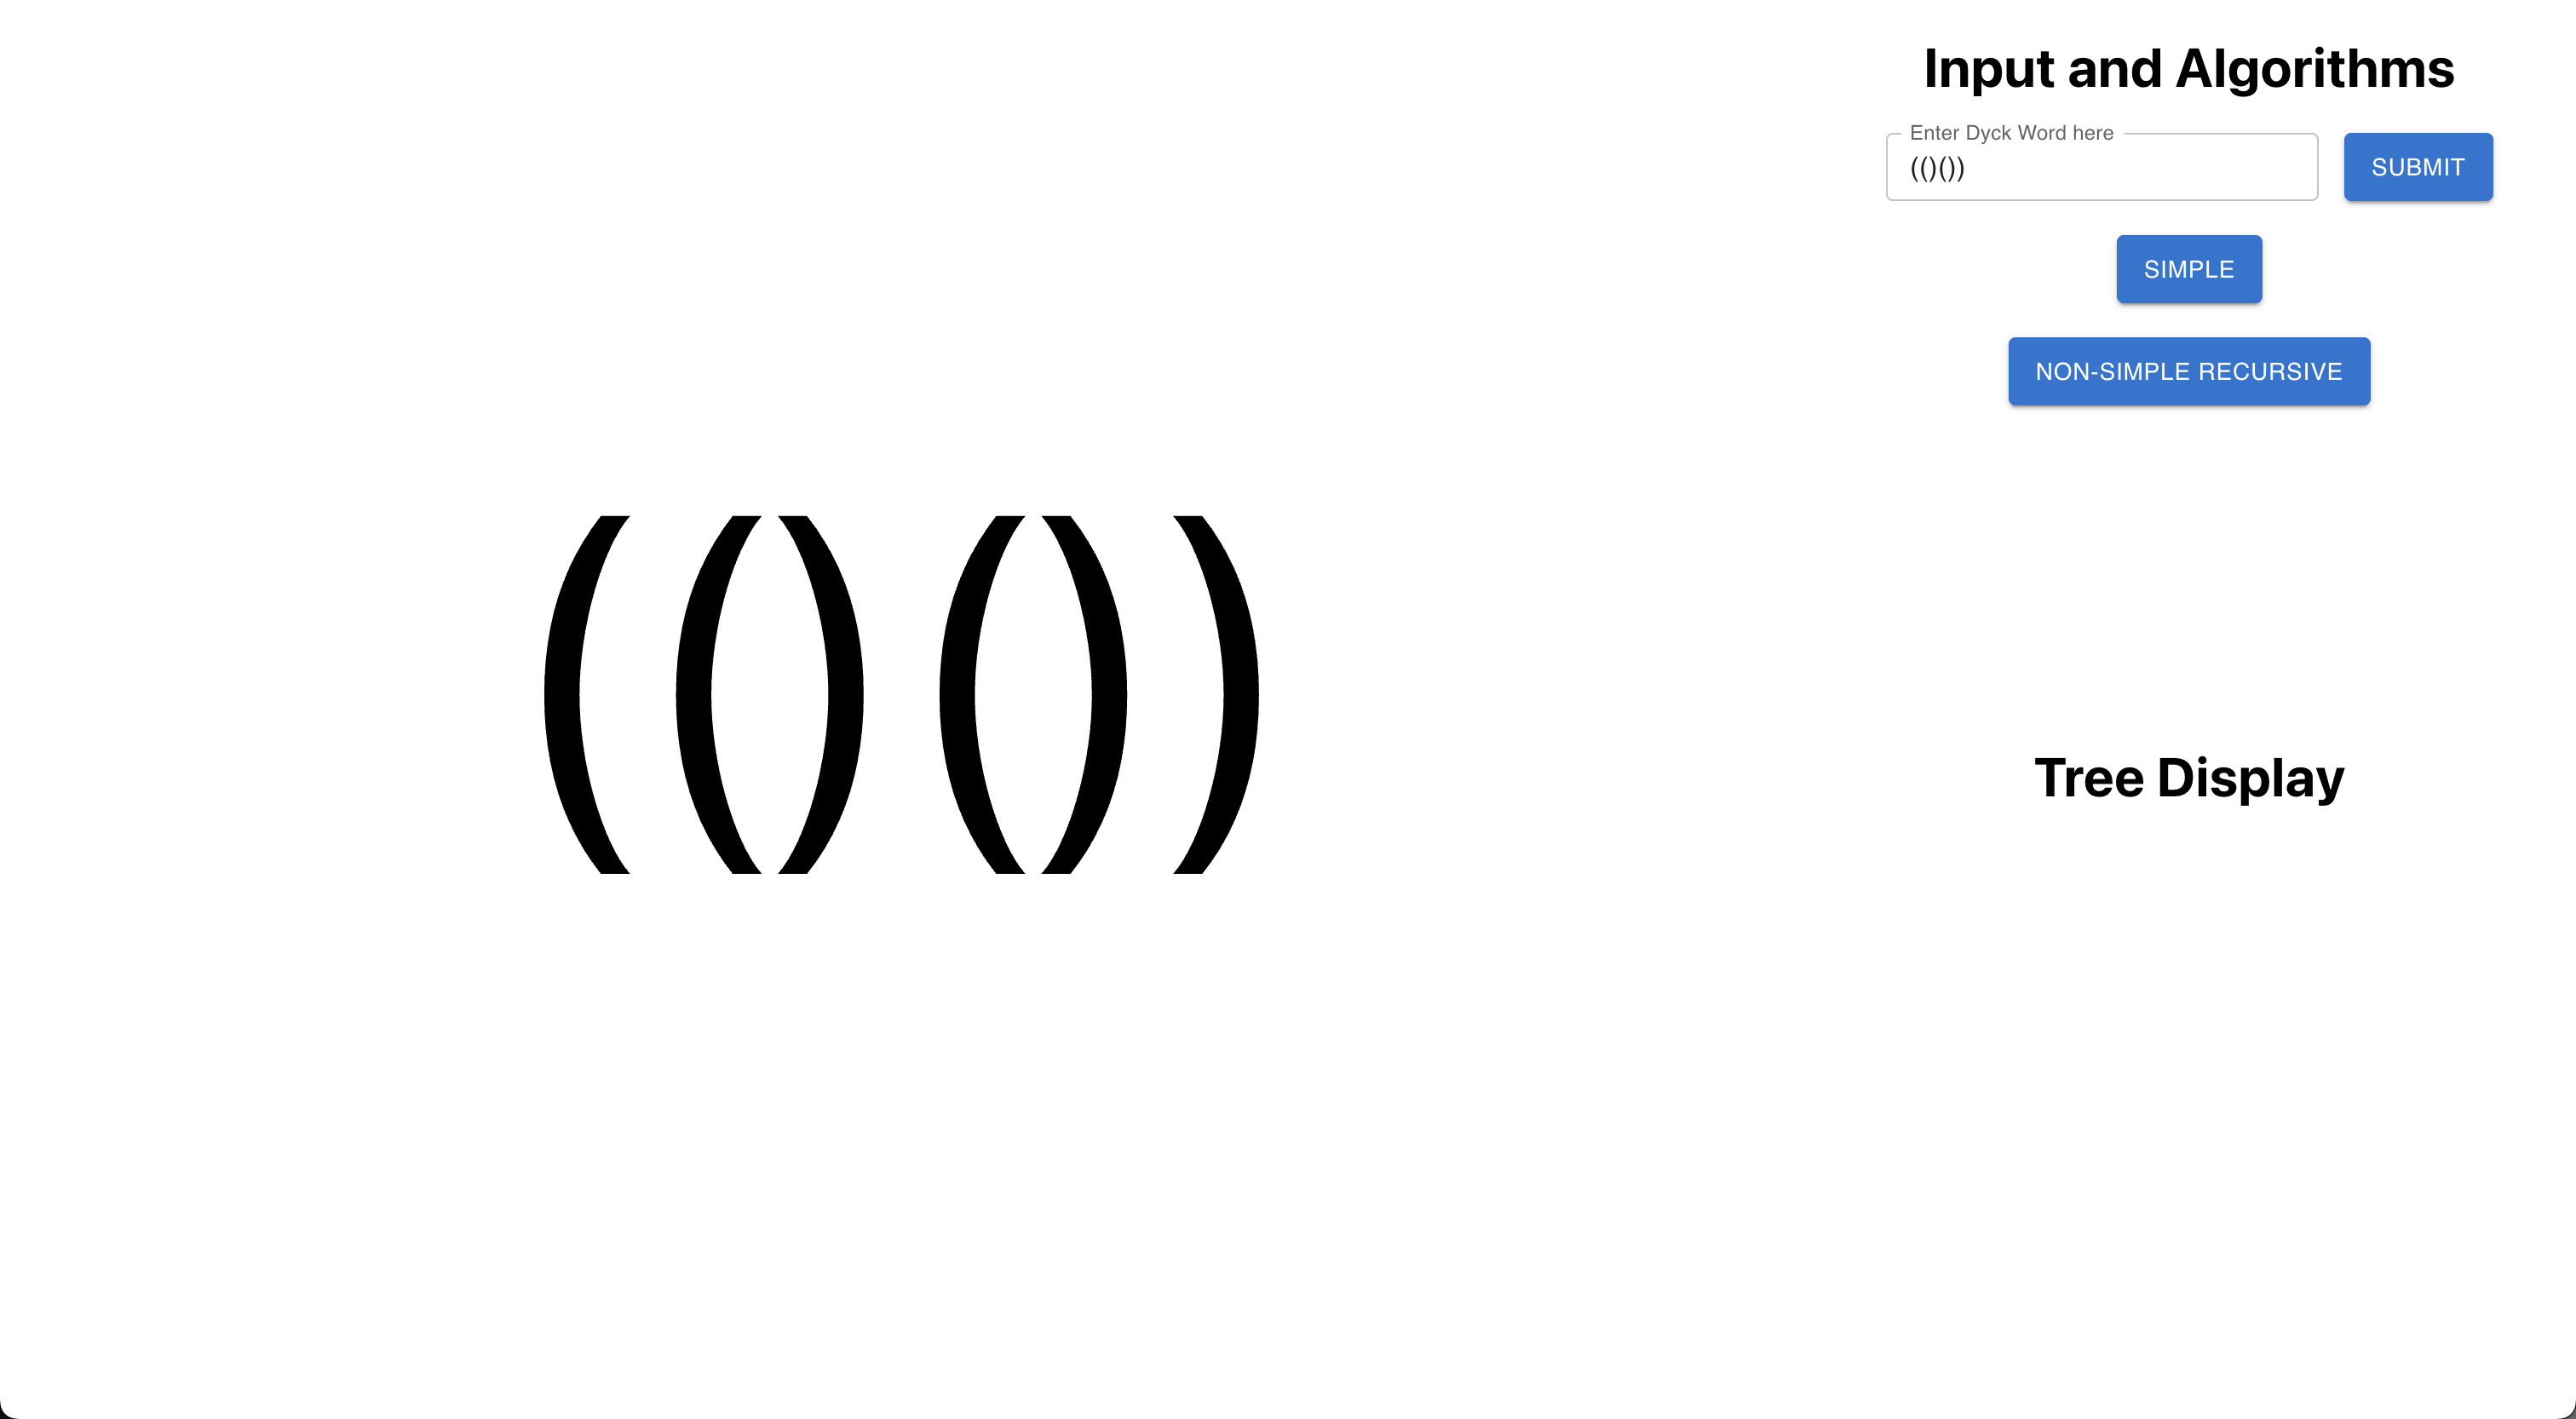 Input and Algorithms
Enter Dyck Word here
(()())
SUBMIT
SIMPLE
NON-SIMPLE RECURSIVE
(()())
Tree Display